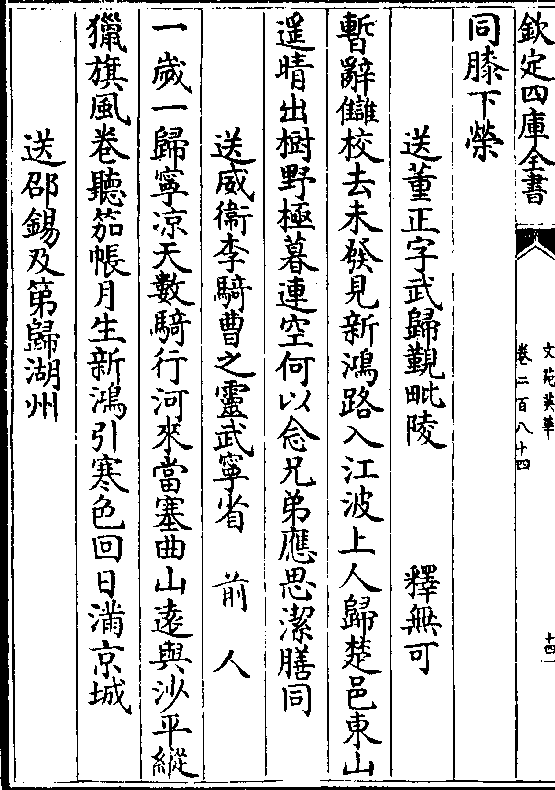 欽定四庫全書
文苑英華
卷二百八十四
十四
同膝下榮
送董正字武歸覲毗陵 釋無可
暫辭讎校去未發見新鴻路入江波上人歸楚邑東山
遥晴出樹野極暮連空何以念兄弟應思潔膳同
送威衞李騎曹之靈武寧省 前人
一歲一歸寧凉天數騎行河來當塞曲山遠與沙平縱
獵旗風卷聽笳帳月生新鴻引寒色回日滿京城
送邵錫及第歸湖州